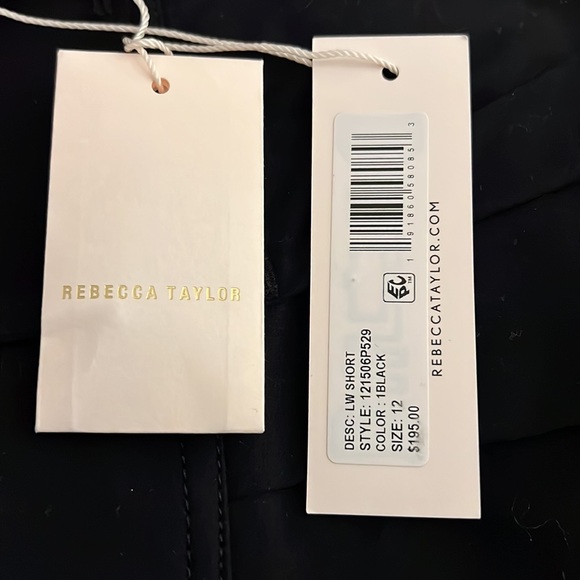 REBECCA TAYLOR
1 91860 58085 3
EPC™
REBECCATAYLOR.COM
DESC: LW SHORT
STYLE: 121506P529
COLOR : 1BLACK
SIZE: 12
$195.00